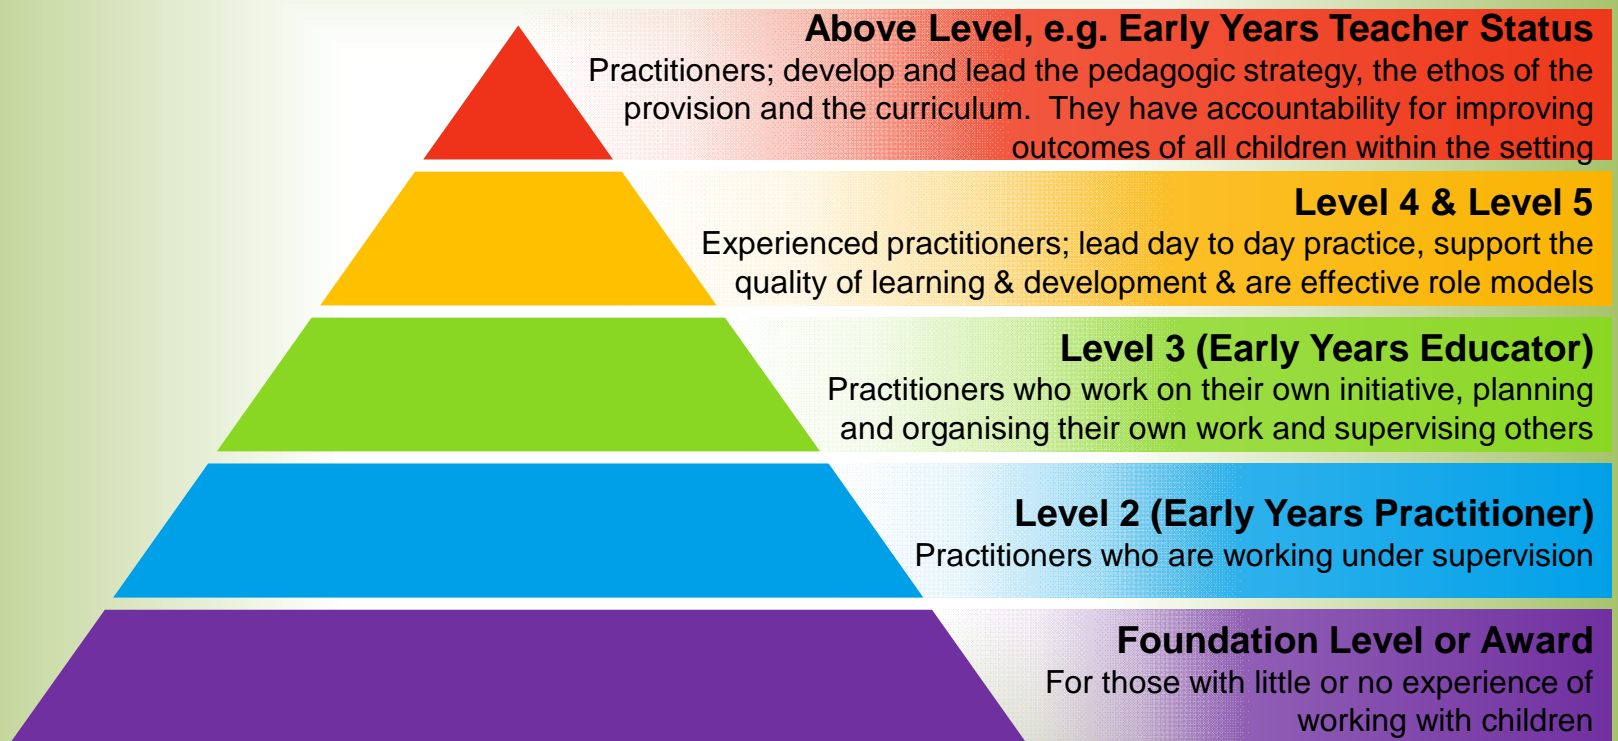 Above Level, e.g. Early Years Teacher Status
Practitioners; develop and lead the pedagogic strategy, the ethos of the
provision and the curriculum.  They have accountability for improving
outcomes of all children within the setting
Level 4 & Level 5
Experienced practitioners; lead day to day practice, support the
quality of learning & development & are effective role models
Level 3 (Early Years Educator)
Practitioners who work on their own initiative, planning
and organising their own work and supervising others
Level 2 (Early Years Practitioner)
Practitioners who are working under supervision
Foundation Level or Award
For those with little or no experience of
working with children